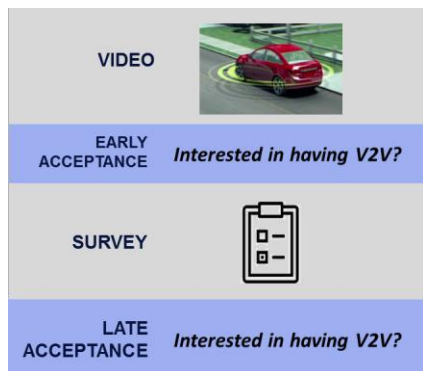 VIDEO
EARLY
ACCEPTANCE
Interested in having V2V?
SURVEY
LATE
ACCEPTANCE
Interested in having V2V?